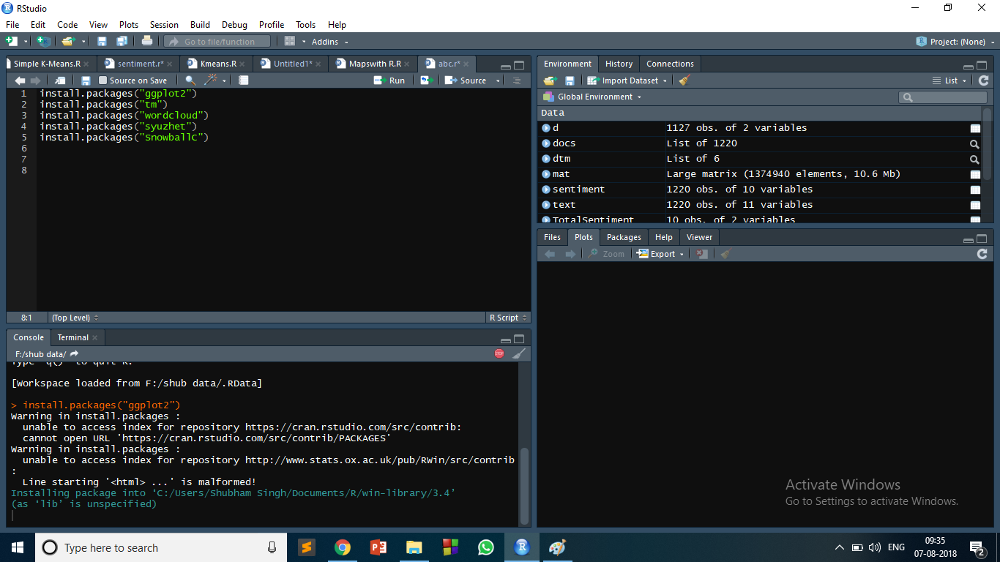 RStudio
File Edit Code View Plots Session Build Debug Profile Tools Help
Go to file/function Addins Project: (None)
Simple K-Means.R sentiment.r* Kmeans.R Untitled1* Mapswith R.R abc.r*
Source on Save Run Source
1 install.packages("ggplot2")
2 install.packages("tm")
3 install.packages("wordcloud")
4 install.packages("syuzhet")
5 install.packages("SnowballC")
6
7
8
8:1 (Top Level) R Script
Console Terminal
F:/shub data/
STOP
Type 'q()' to quit R.
[Workspace loaded from F:/shub data/.RData]
> install.packages("ggplot2")
Warning in install.packages :
unable to access index for repository https://cran.rstudio.com/src/contrib:
cannot open URL 'https://cran.rstudio.com/src/contrib/PACKAGES'
Warning in install.packages :
unable to access index for repository http://www.stats.ox.ac.uk/pub/RWin/src/contrib
:
Line starting '<html> ...' is malformed!
Installing package into ‘C:/Users/Shubham Singh/Documents/R/win-library/3.4’
(as ‘lib’ is unspecified)
Environment History Connections
Import Dataset List
Global Environment
Data
d 1127 obs. of 2 variables
docs List of 1220
dtm List of 6
mat Large matrix (1374940 elements, 10.6 Mb)
sentiment 1220 obs. of 10 variables
text 1220 obs. of 11 variables
TotalSentiment 10 obs. of 2 variables
Files Plots Packages Help Viewer
Zoom Export
Activate Windows
Go to Settings to activate Windows.
Type here to search
ENG
09:35
07-08-2018
2